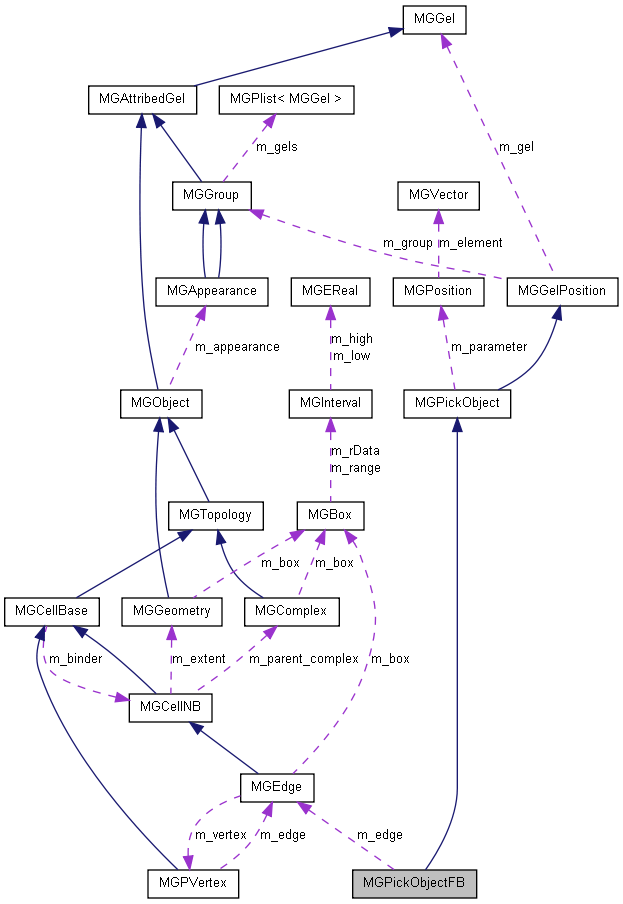 MGGel
MGAttribedGel
MGPlist< MGGel >
m_gels
m_gel
MGGroup
MGVector
m_group
m_element
MGAppearance
MGEReal
MGPosition
MGGelPosition
m_appearance
m_high
m_low
m_parameter
MGObject
MGInterval
MGPickObject
m_rData
m_range
MGTopology
MGBox
m_box
m_box
MGCellBase
MGGeometry
MGComplex
m_binder
m_extent
m_parent_complex
m_box
MGCellNB
MGEdge
m_vertex
m_edge
m_edge
MGPVertex
MGPickObjectFB